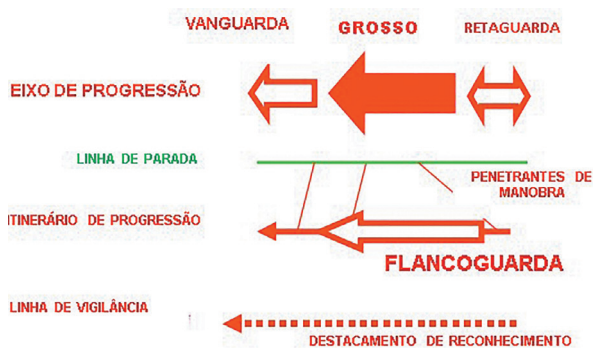 VANGUARDA
GROSSO
RETAGUARDA
EIXO DE PROGRESSÃO
LINHA DE PARADA
PENETRANTES DE
MANOBRA
ITINERÁRIO DE PROGRESSÃO
FLANCOGUARDA
LINHA DE VIGILÂNCIA
DESTACAMENTO DE RECONHECIMENTO